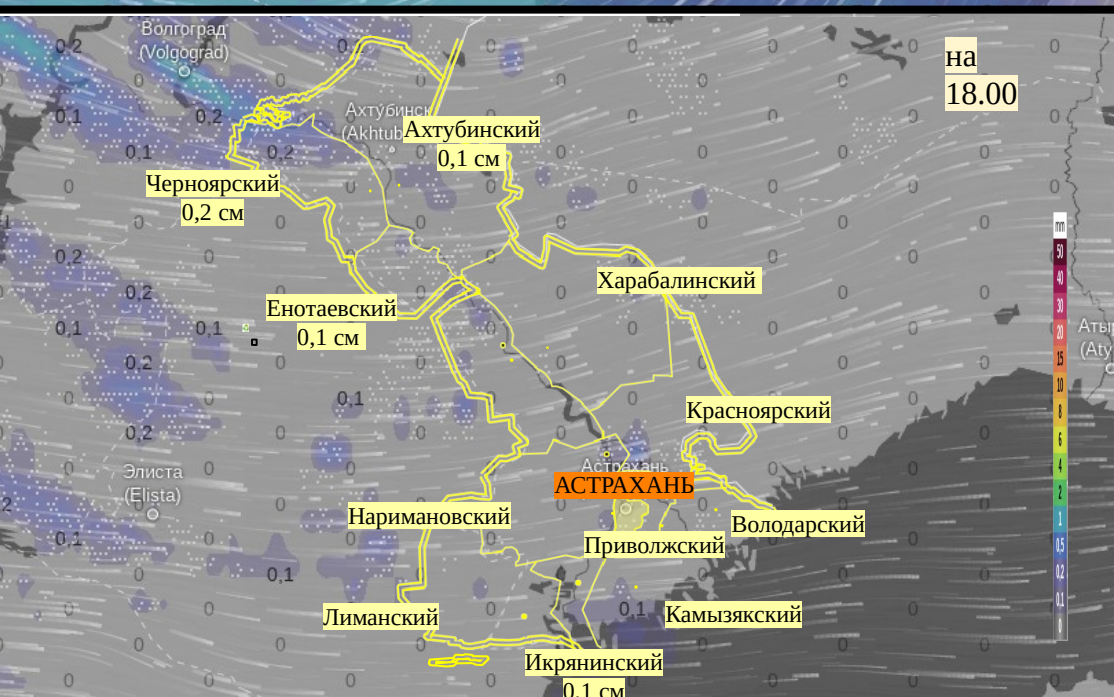 Волгоград
(Volgograd)
на
18.00
Ахтубинск
(Akhtub
Ахтубинский
0,1 см
Черноярский
0,2 см
Харабалинский
Енотаевский
0,1 см
Красноярский
Астрахань
АСТРАХАНЬ
Элиста
(Elista)
Наримановский
Володарский
Приволжский
Лиманский
Камызякский
Икрянинский
0,1 см
Аты
(Aty
mm
50
40
30
20
15
10
8
6
4
2
1
0,5
0,2
0,1
0